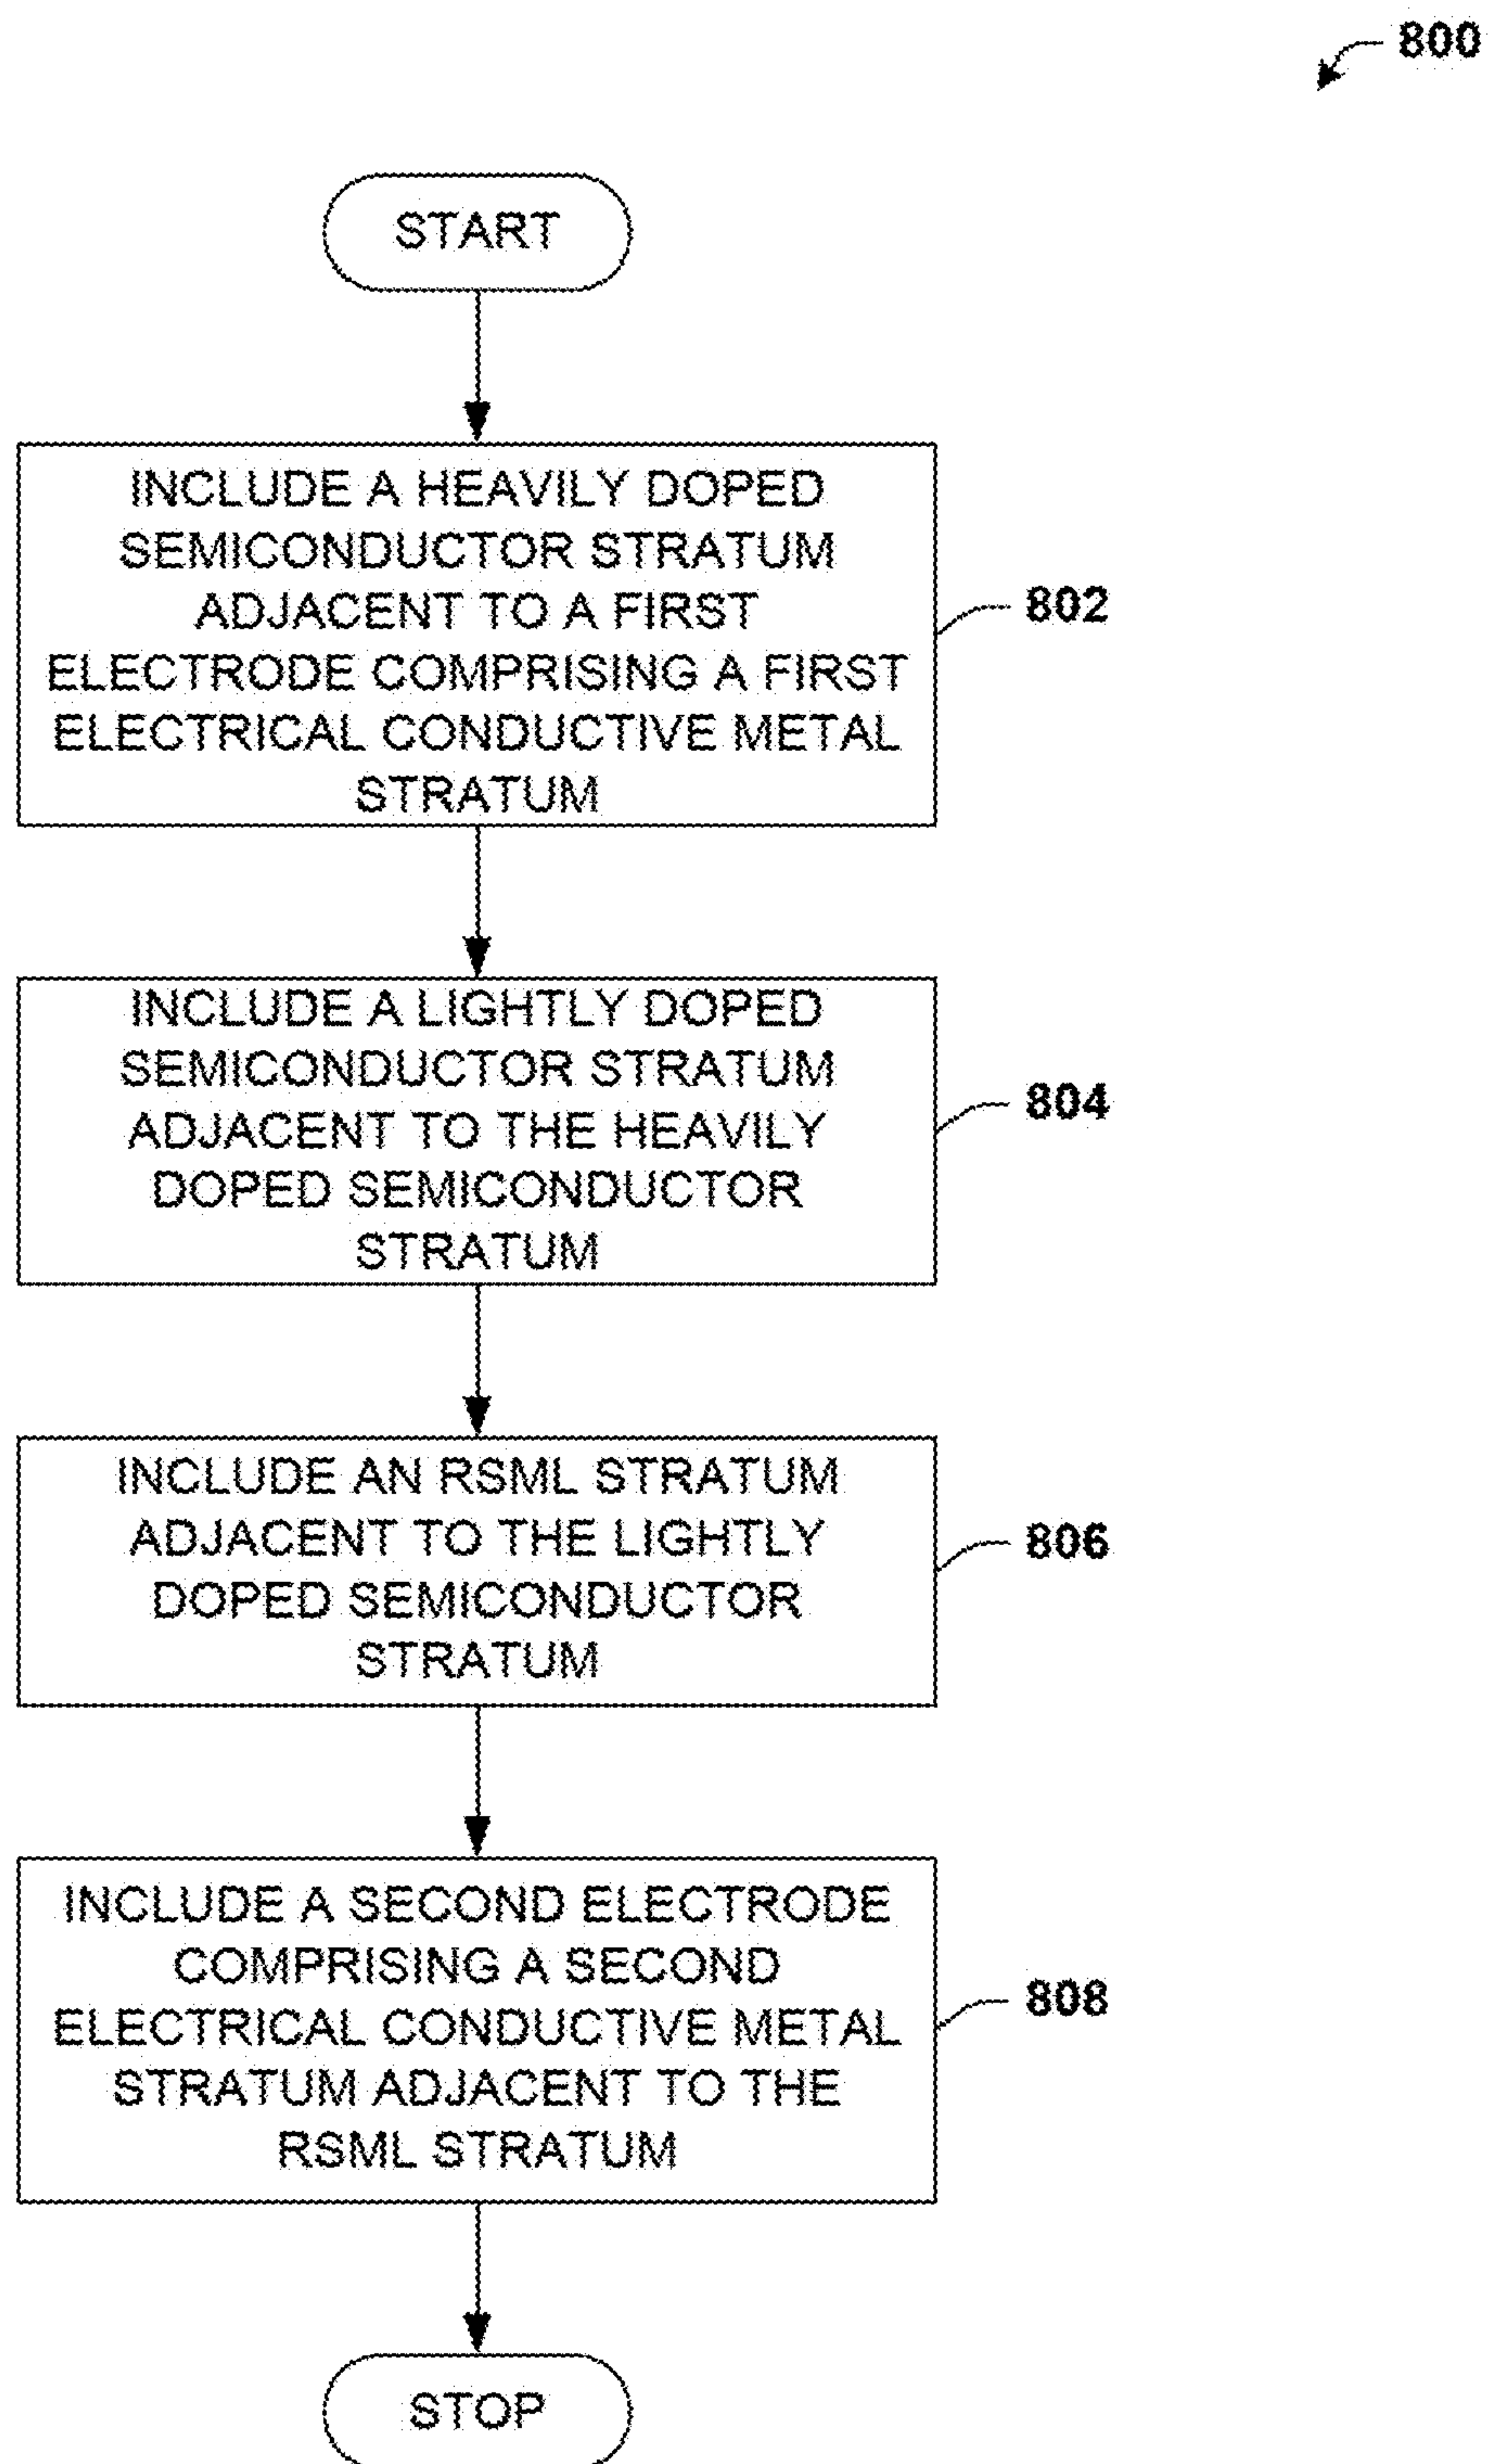 800
START
INCLUDE A HEAVILY DOPED
SEMICONDUCTOR STRATUM
ADJACENT TO A FIRST
ELECTRODE COMPRISING A FIRST
ELECTRICAL CONDUCTIVE METAL
STRATUM
802
INCLUDE A LIGHTLY DOPED
SEMICONDUCTOR STRATUM
ADJACENT TO THE HEAVILY
DOPED SEMICONDUCTOR
STRATUM
804
INCLUDE AN RSML STRATUM
ADJACENT TO THE LIGHTLY
DOPED SEMICONDUCTOR
STRATUM
806
INCLUDE A SECOND ELECTRODE
COMPRISING A SECOND
ELECTRICAL CONDUCTIVE METAL
STRATUM ADJACENT TO THE
RSML STRATUM
808
STOP